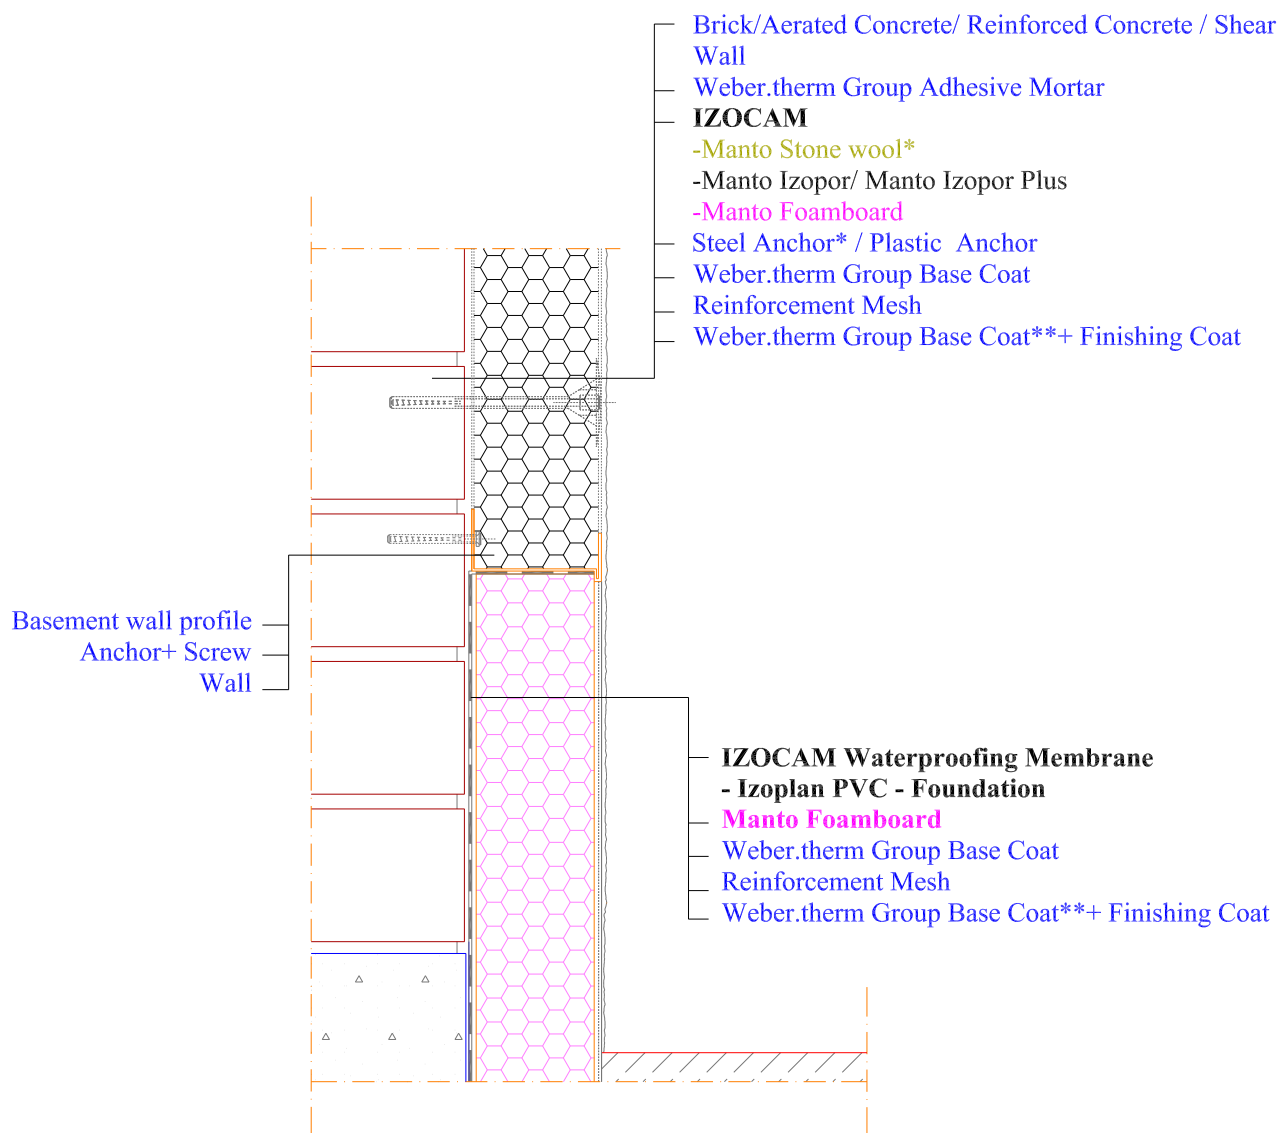 Brick/Aerated Concrete/ Reinforced Concrete / Shear
Wall
Weber.therm Group Adhesive Mortar
IZOCAM
-Manto Stone wool*
-Manto Izopor/ Manto Izopor Plus
-Manto Foamboard
Steel Anchor* / Plastic Anchor
Weber.therm Group Base Coat
Reinforcement Mesh
Weber.therm Group Base Coat**+ Finishing Coat
Basement wall profile
Anchor+ Screw
Wall
IZOCAM Waterproofing Membrane
- Izoplan PVC - Foundation
Manto Foamboard
Weber.therm Group Base Coat
Reinforcement Mesh
Weber.therm Group Base Coat**+ Finishing Coat